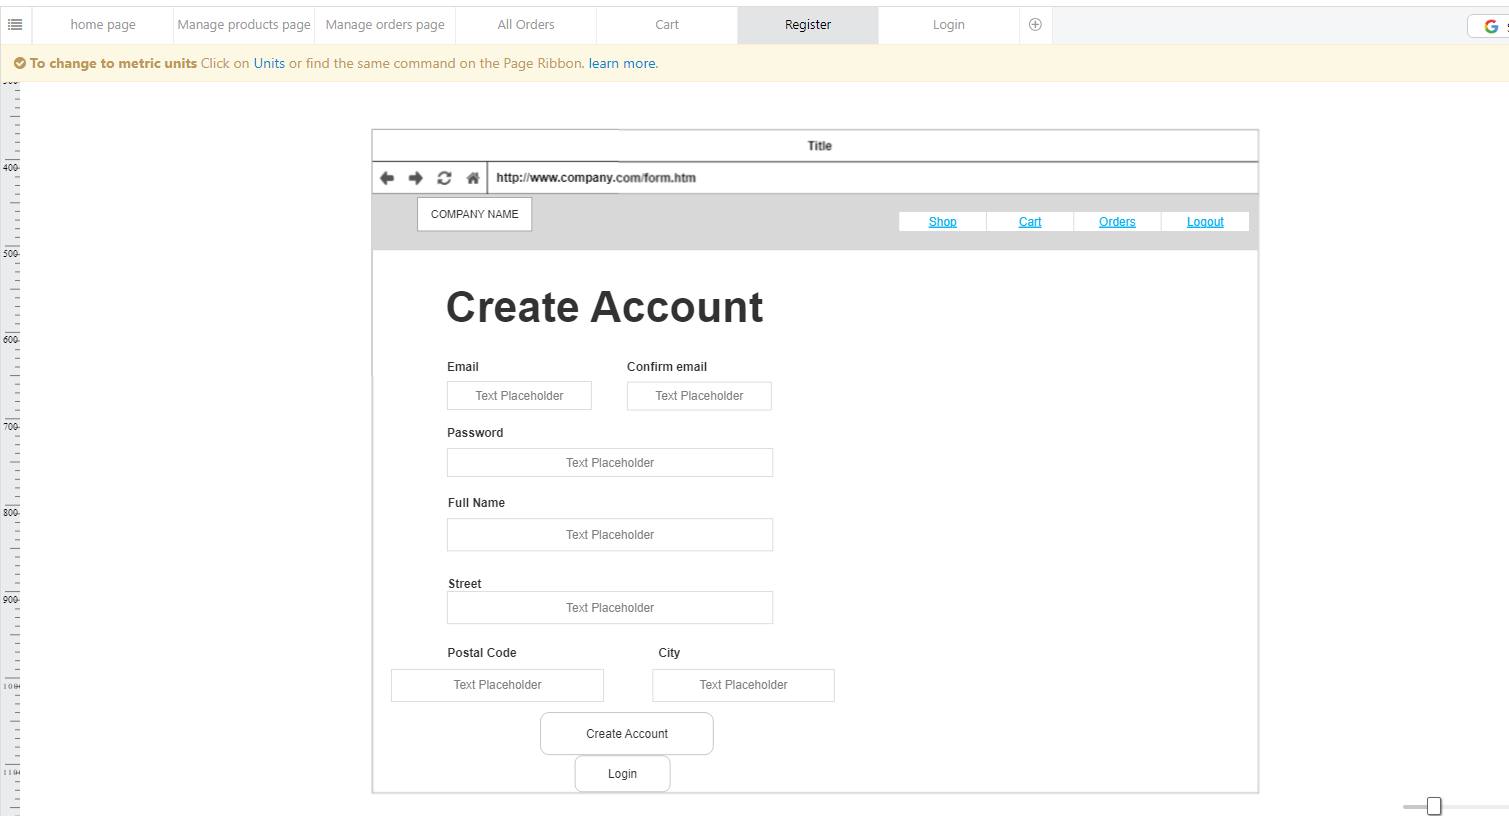 home page Manage products page Manage orders page All Orders Cart Register Login
To change to metric units Click on Units or find the same command on the Page Ribbon. learn more.
Title
http://www.company.com/form.htm
COMPANY NAME Shop Cart Orders Logout
Create Account
Email Confirm email
Text Placeholder Text Placeholder
Password
Text Placeholder
Full Name
Text Placeholder
Street
Text Placeholder
Postal Code City
Text Placeholder Text Placeholder
Create Account
Login
400
500
600
700
800
900
1000
1100